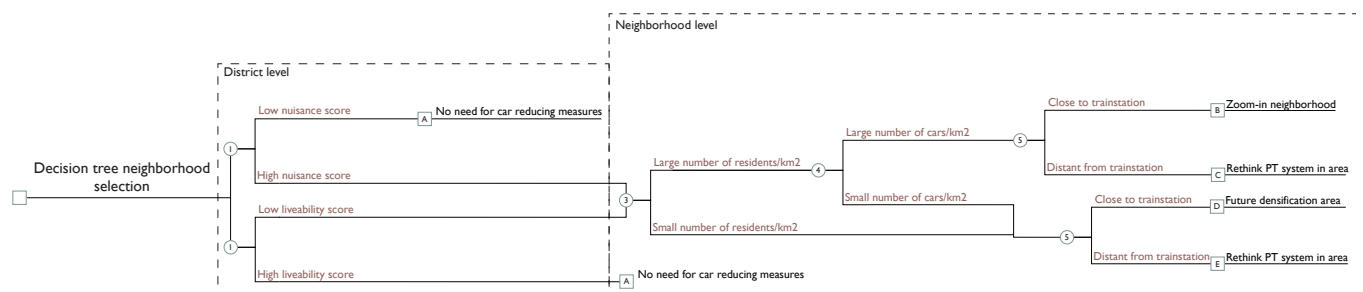 Neighborhood level
District level
Low nuisance score
A
No need for car reducing measures
Close to trainstation
B
Zoom-in neighborhood
Large number of cars/km2
5
1
Decision tree neighborhood
selection
Large number of residents/km2
4
Distant from trainstation
C
Rethink PT system in area
High nuisance score
3
Low liveability score
Small number of cars/km2
Close to trainstation
D
Future densification area
Small number of residents/km2
5
1
High liveability score
A
No need for car reducing measures
Distant from trainstation
E
Rethink PT system in area